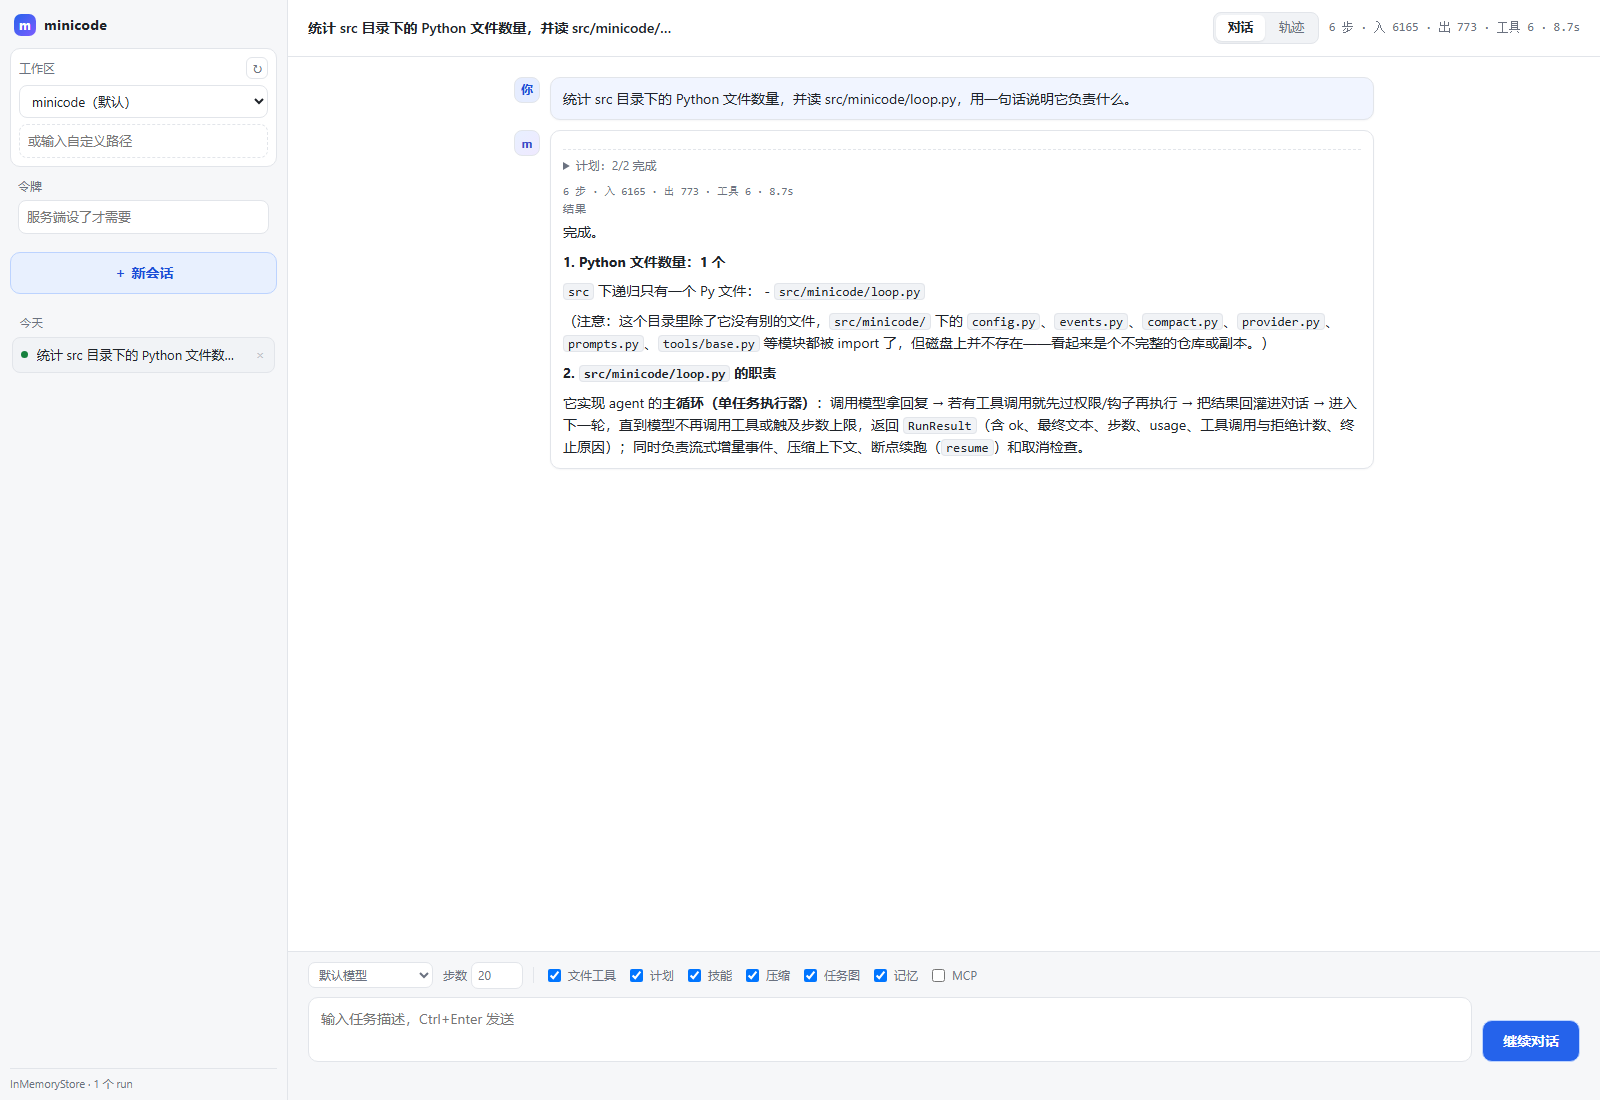 m minicode
工作区 ↻
minicode（默认）
或输入自定义路径
令牌
服务端设了才需要
+ 新会话
今天
统计 src 目录下的 Python 文件数... ×
InMemoryStore · 1 个 run
统计 src 目录下的 Python 文件数量，并读 src/minicode/...
对话 轨迹 6 步 · 入 6165 · 出 773 · 工具 6 · 8.7s
你 统计 src 目录下的 Python 文件数量，并读 src/minicode/loop.py，用一句话说明它负责什么。
m
▶ 计划：2/2 完成
6 步 · 入 6165 · 出 773 · 工具 6 · 8.7s
结果
完成。
1. Python 文件数量：1 个
src 下递归只有一个 Py 文件： - src/minicode/loop.py
（注意：这个目录里除了它没有别的文件，src/minicode/ 下的 config.py、events.py、compact.py、provider.py、
prompts.py、tools/base.py 等模块都被 import 了，但磁盘上并不存在——看起来是个不完整的仓库或副本。）
2. src/minicode/loop.py 的职责
它实现 agent 的主循环（单任务执行器）：调用模型拿回复 → 若有工具调用就先过权限/钩子再执行 → 把结果回灌进对话 → 进入
下一轮，直到模型不再调用工具或触及步数上限，返回 RunResult（含 ok、最终文本、步数、usage、工具调用与拒绝计数、终
止原因）；同时负责流式增量事件、压缩上下文、断点续跑（resume）和取消检查。
默认模型 步数 20 文件工具 计划 技能 压缩 任务图 记忆 MCP
输入任务描述，Ctrl+Enter 发送
继续对话